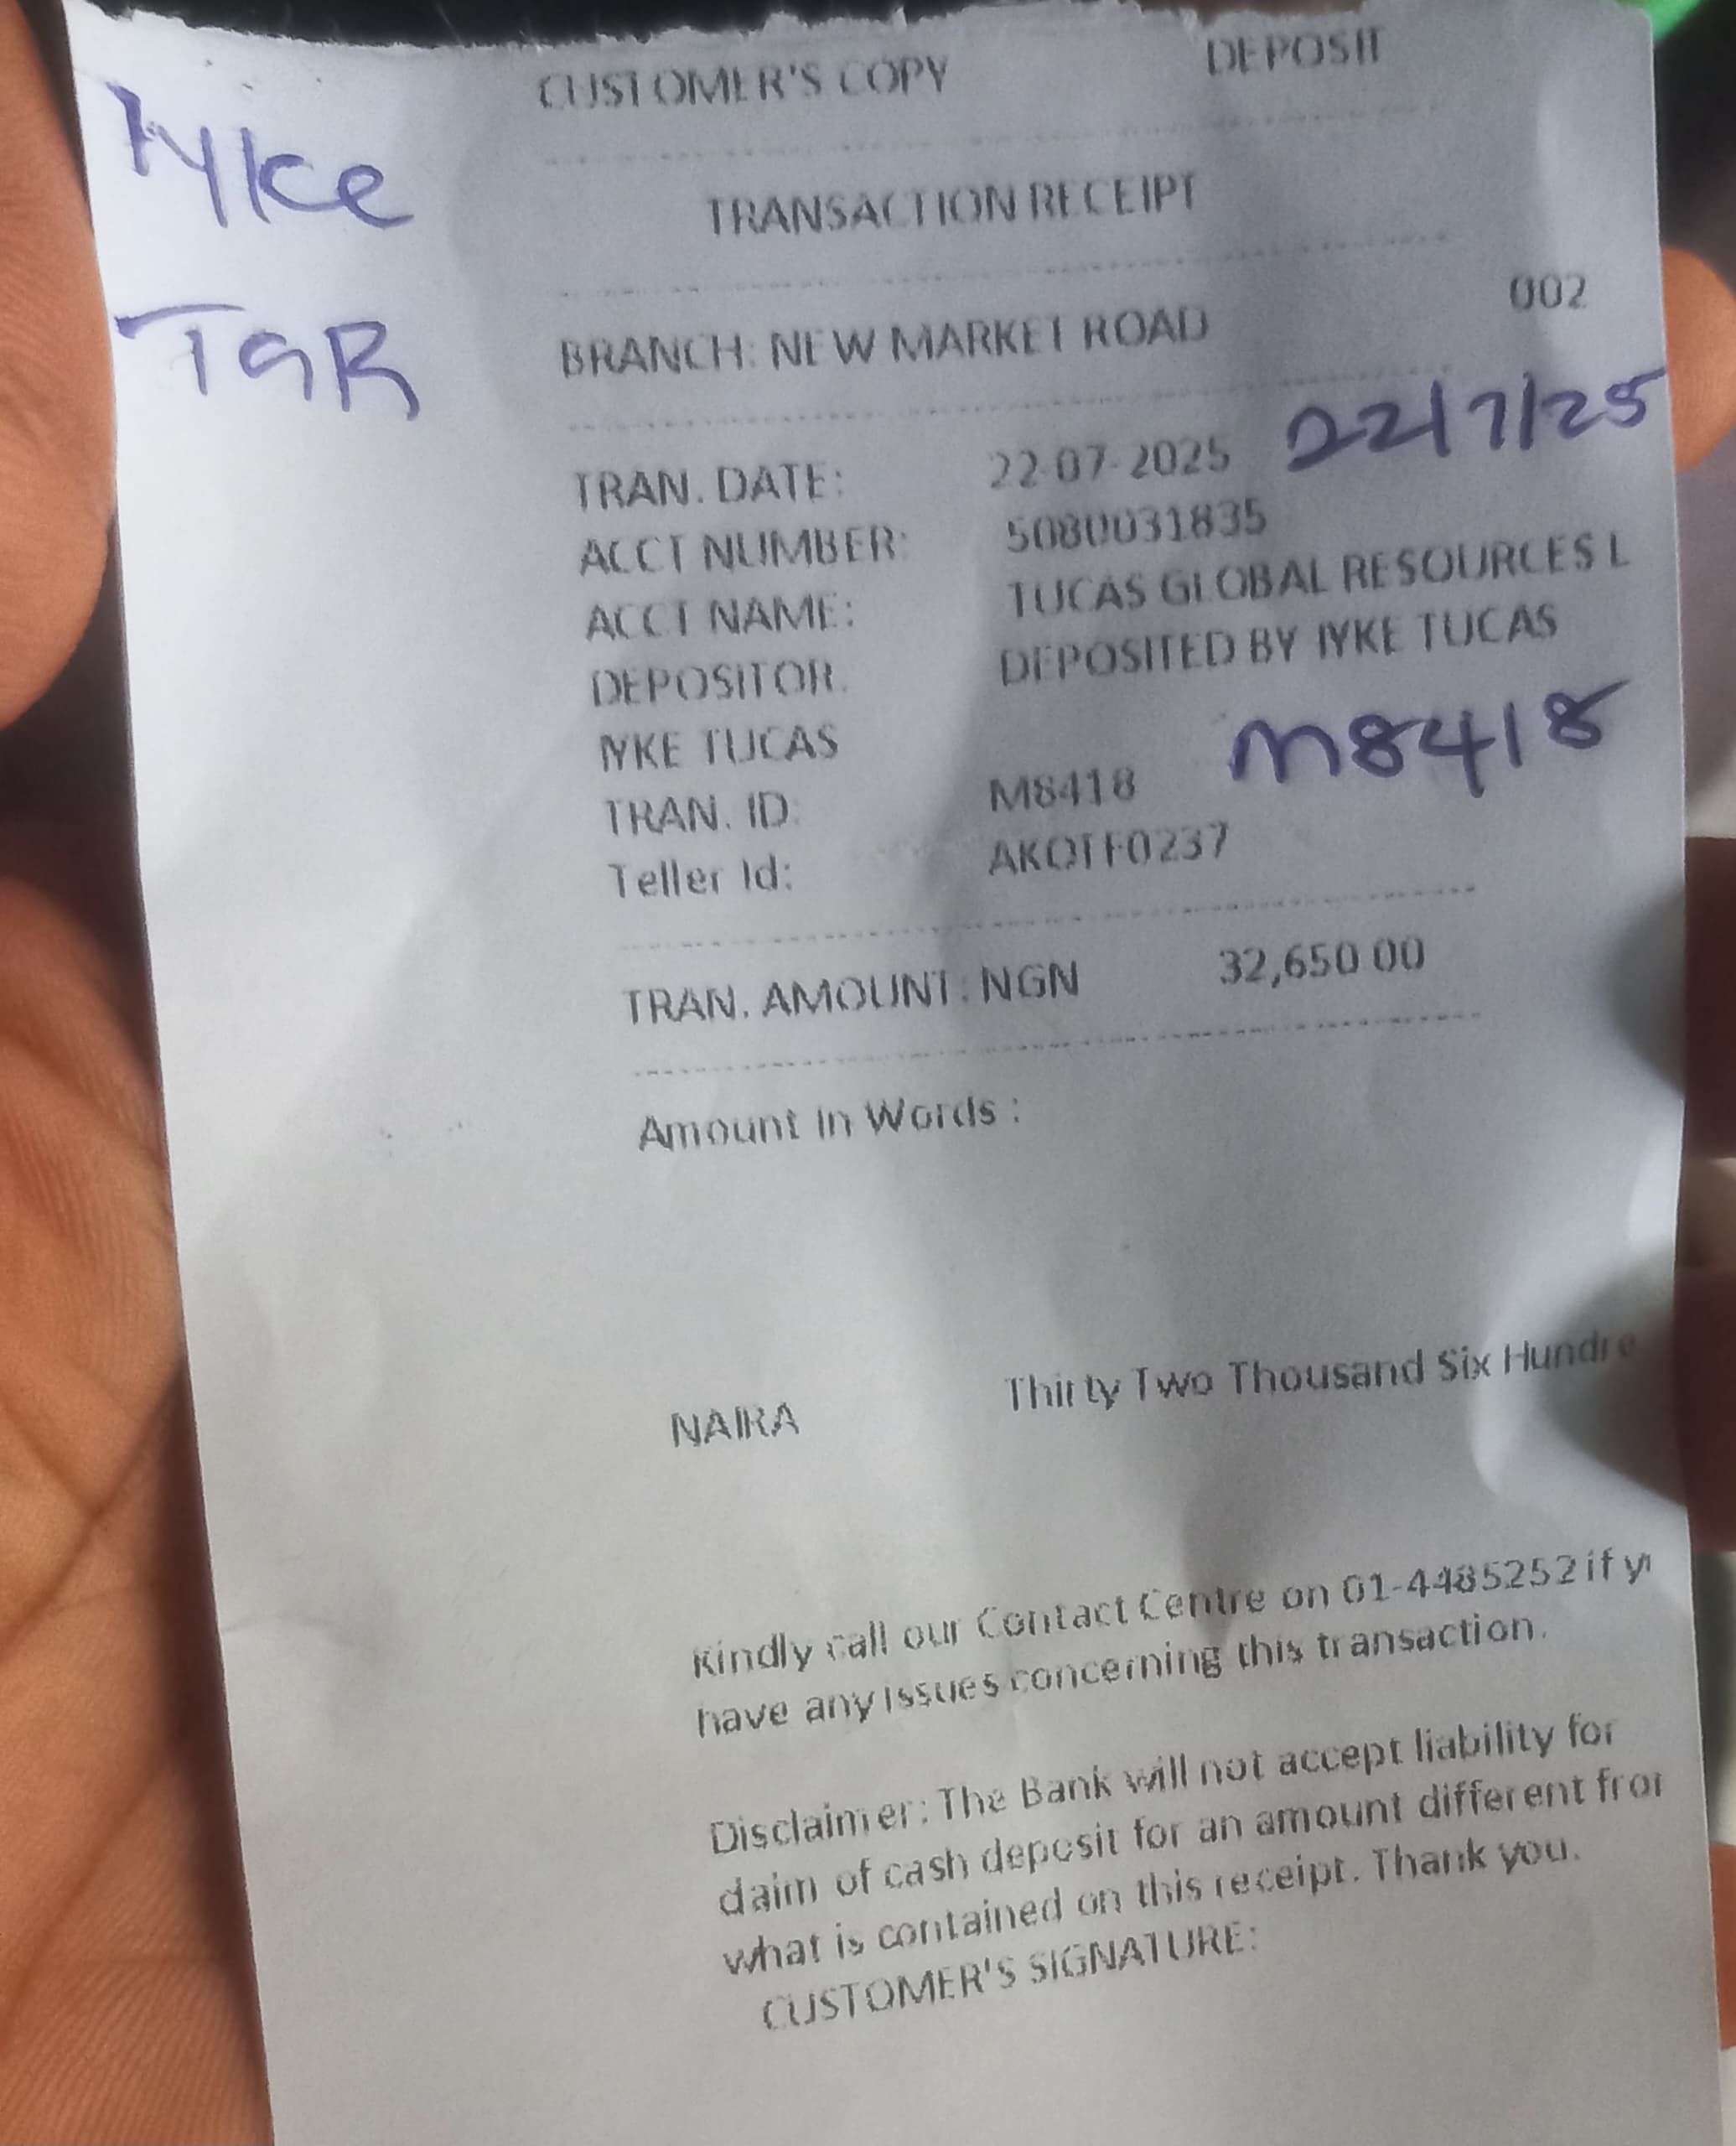 CUSTOMER'S COPY DEPOSIT
Iyke
TGR
TRANSACTION RECEIPT
002
BRANCH: NEW MARKET ROAD
TRAN. DATE: 22-07-2025 22/7/25
ACCT NUMBER: 5080031835
ACCT NAME: TUCAS GLOBAL RESOURCES L
DEPOSITOR. DEPOSITED BY IYKE TUCAS
IYKE TUCAS
TRAN. ID: M8418 M8418
Teller Id: AKOTF0237
TRAN. AMOUNT: NGN 32,650 00
Amount In Words :
NAIRA Thirty Two Thousand Six Hundre
Kindly call our Contact Centre on 01-4485252 if y
have any issues concerning this transaction.
Disclaimer: The Bank will not accept liability for
claim of cash deposit for an amount different fror
what is contained on this receipt. Thank you.
CUSTOMER'S SIGNATURE: